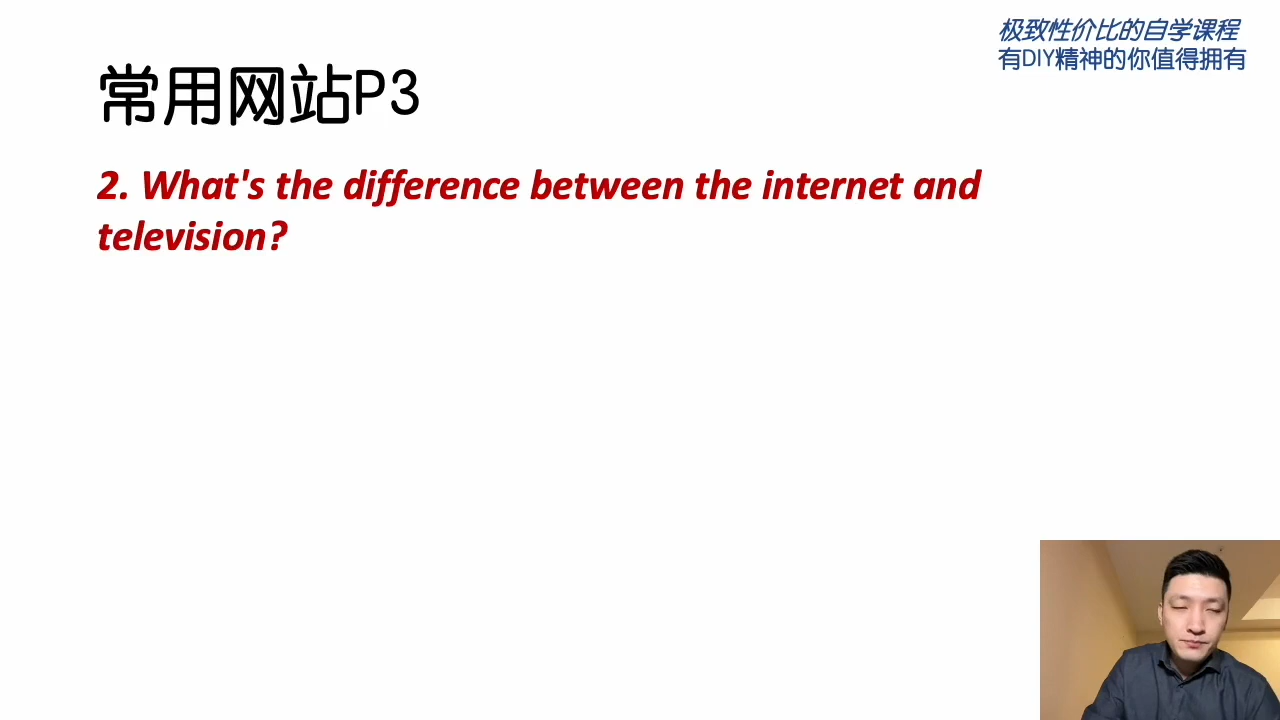 极致性价比的自学课程
有DIY精神的你值得拥有
常用网站P3
2. What's the difference between the internet and
television?